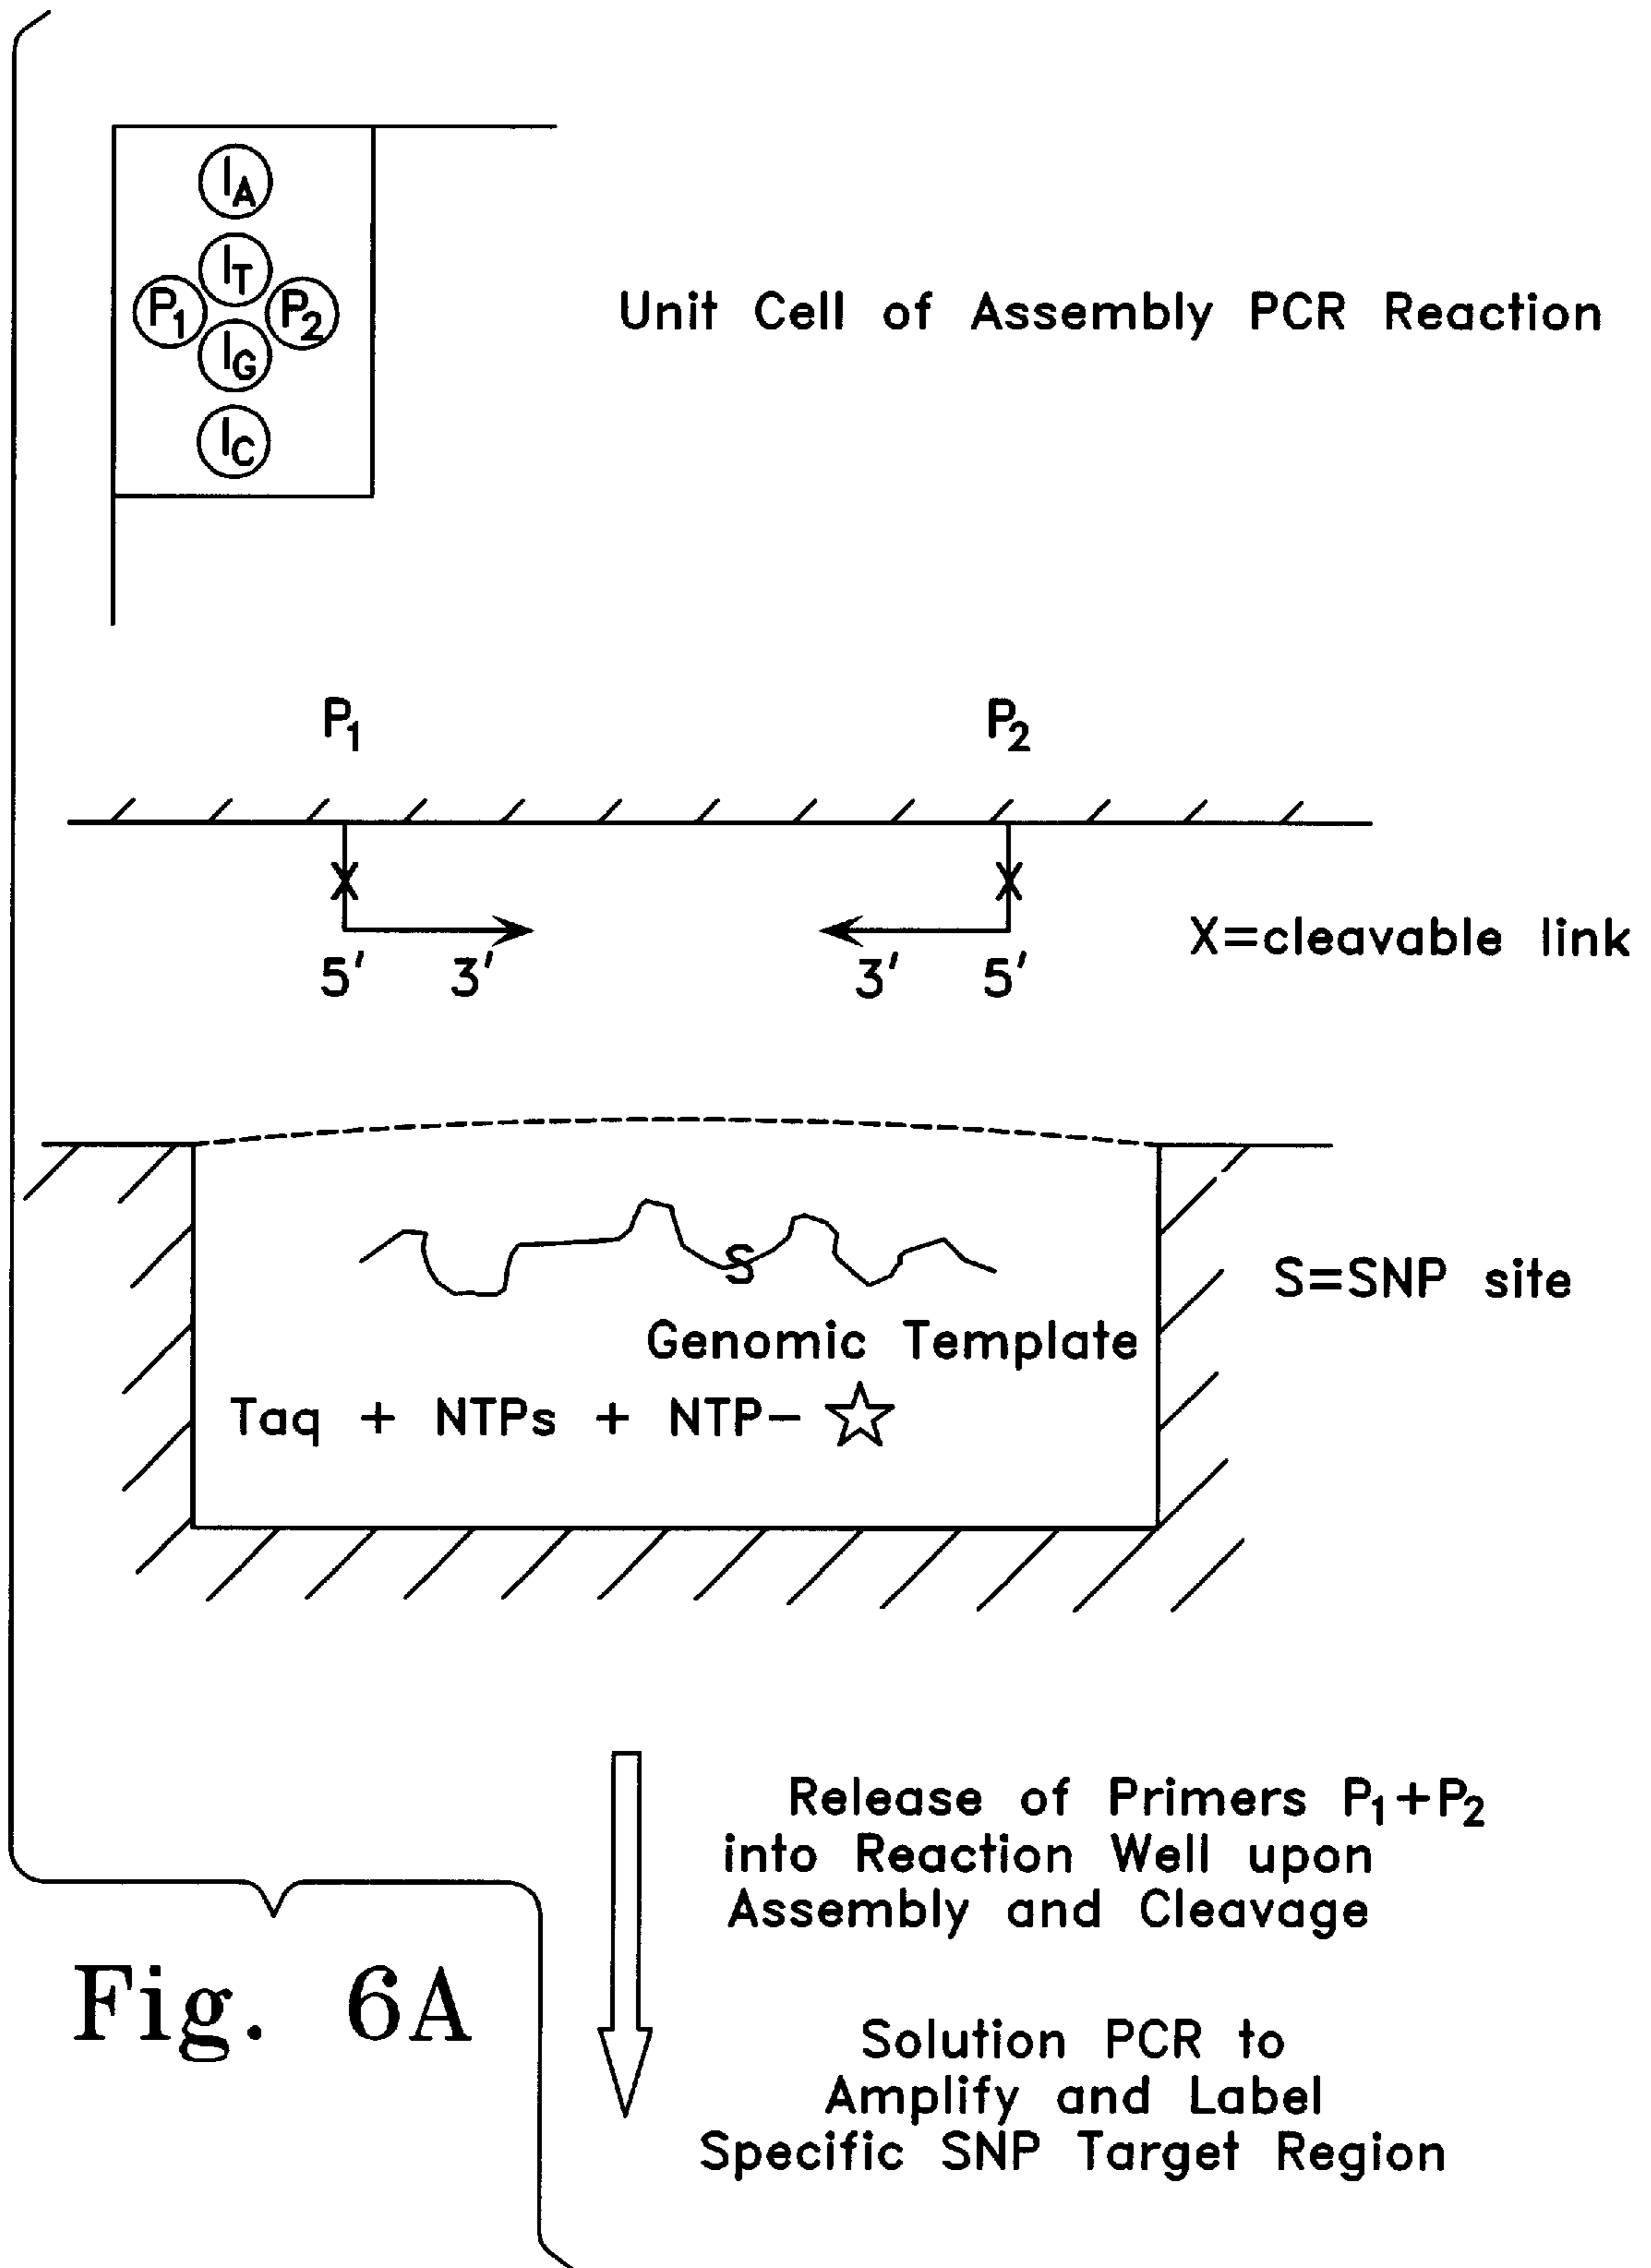 I_A
I_T
P_1 P_2
I_G
I_C
Unit Cell of Assembly PCR Reaction
P_1 P_2
X X
5' 3' 3' 5'
X=cleavable link
S
S=SNP site
Genomic Template
Taq + NTPs + NTP-☆
Release of Primers P_1+P_2
into Reaction Well upon
Assembly and Cleavage
Solution PCR to
Amplify and Label
Specific SNP Target Region
Fig. 6A